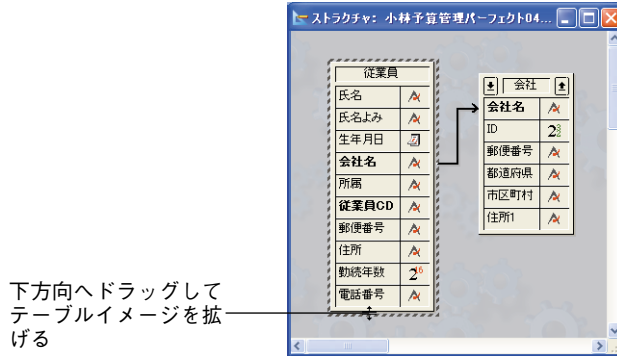 ストラクチャ: 小林予算管理パーフェクト04...
従業員
氏名
氏名よみ
生年月日
会社名
所属
従業員CD
郵便番号
住所
勤続年数
電話番号
会社
会社名
ID
郵便番号
都道府県
市区町村
住所1
下方向へドラッグして
テーブルイメージを拡
げる